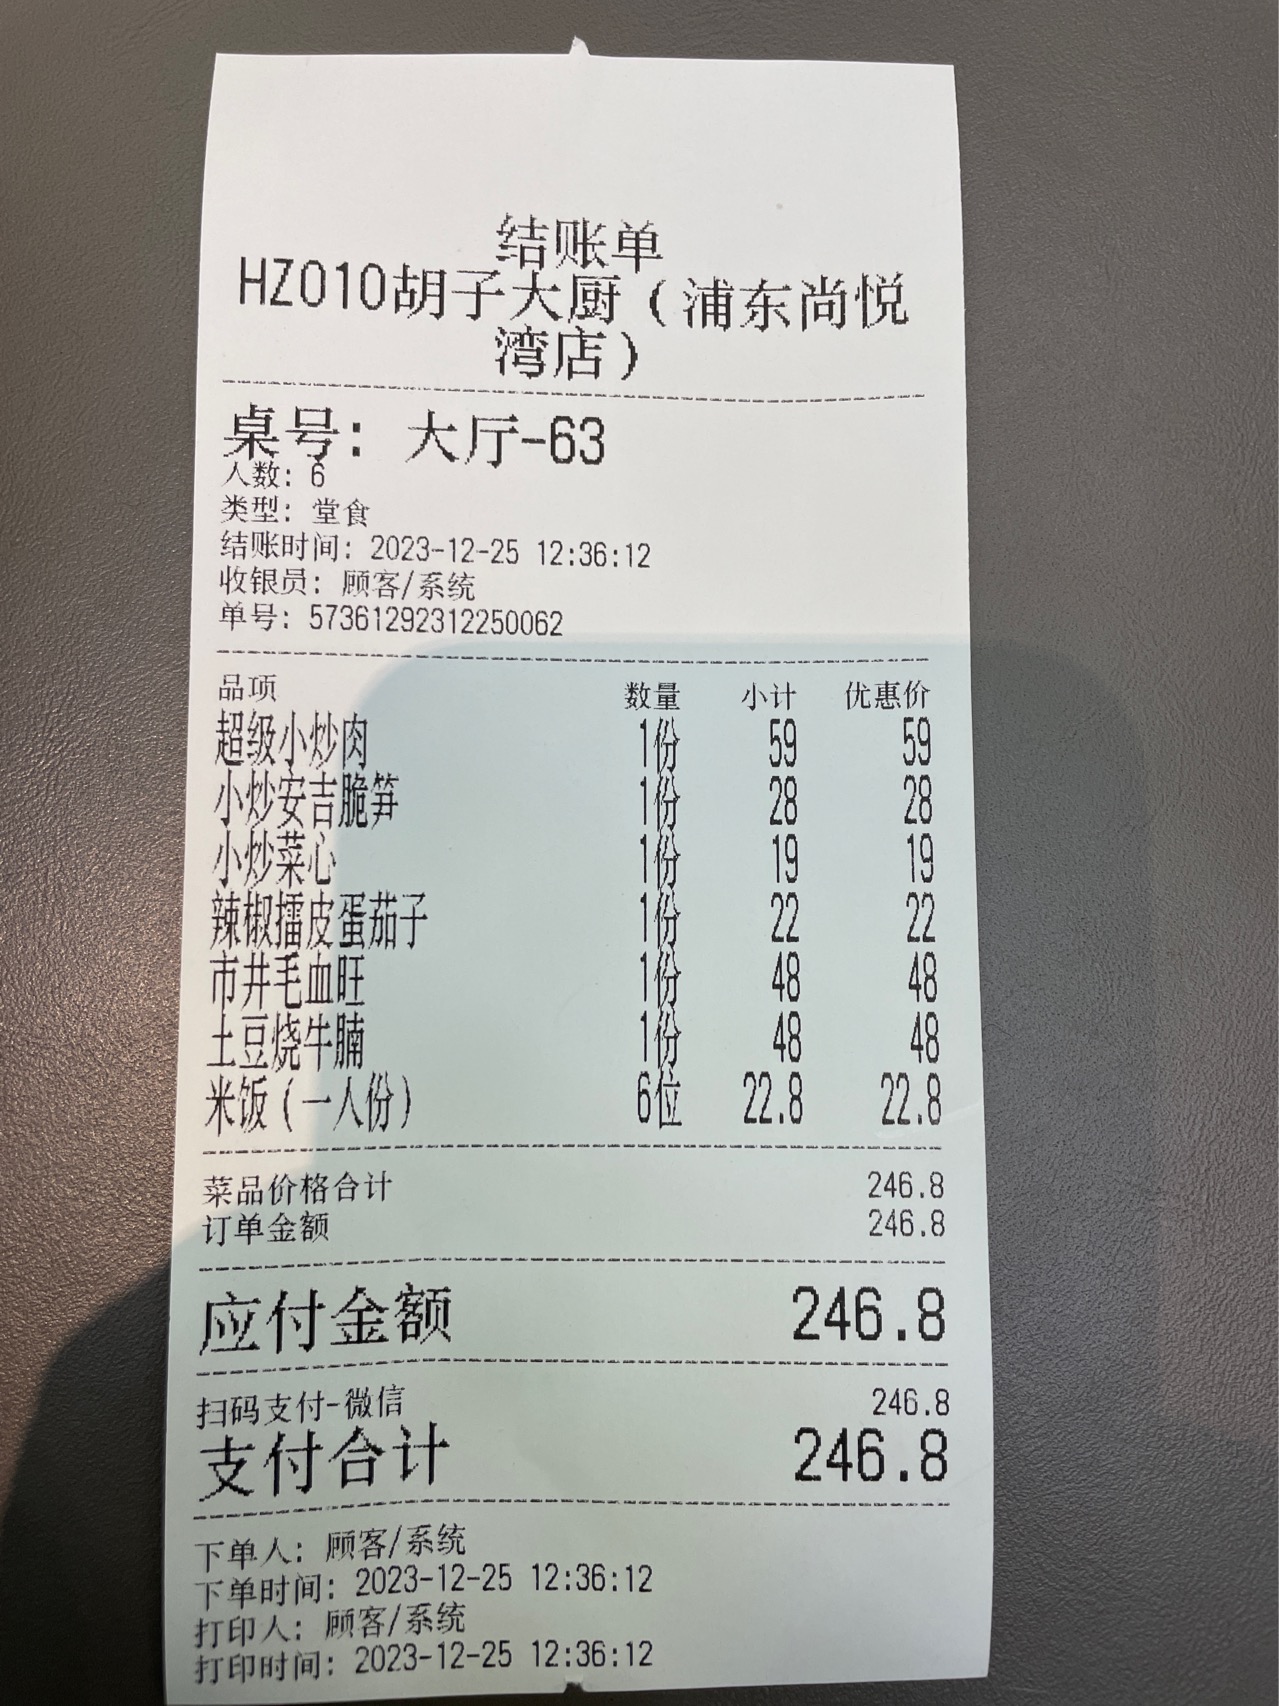 结账单
HZ010胡子大厨（浦东尚悦
湾店）
桌号：大厅-63
人数：6
类型：堂食
结账时间：2023-12-25 12:36:12
收银员：顾客/系统
单号：57361292312250062
品项 数量 小计 优惠价
超级小炒肉 1份 59 59
小炒安吉脆笋 1份 28 28
小炒菜心 1份 19 19
辣椒擂皮蛋茄子 1份 22 22
市井毛血旺 1份 48 48
土豆烧牛腩 1份 48 48
米饭（一人份） 6位 22.8 22.8
菜品价格合计 246.8
订单金额 246.8
应付金额 246.8
扫码支付-微信 246.8
支付合计 246.8
下单人：顾客/系统
下单时间：2023-12-25 12:36:12
打印人：顾客/系统
打印时间：2023-12-25 12:36:12